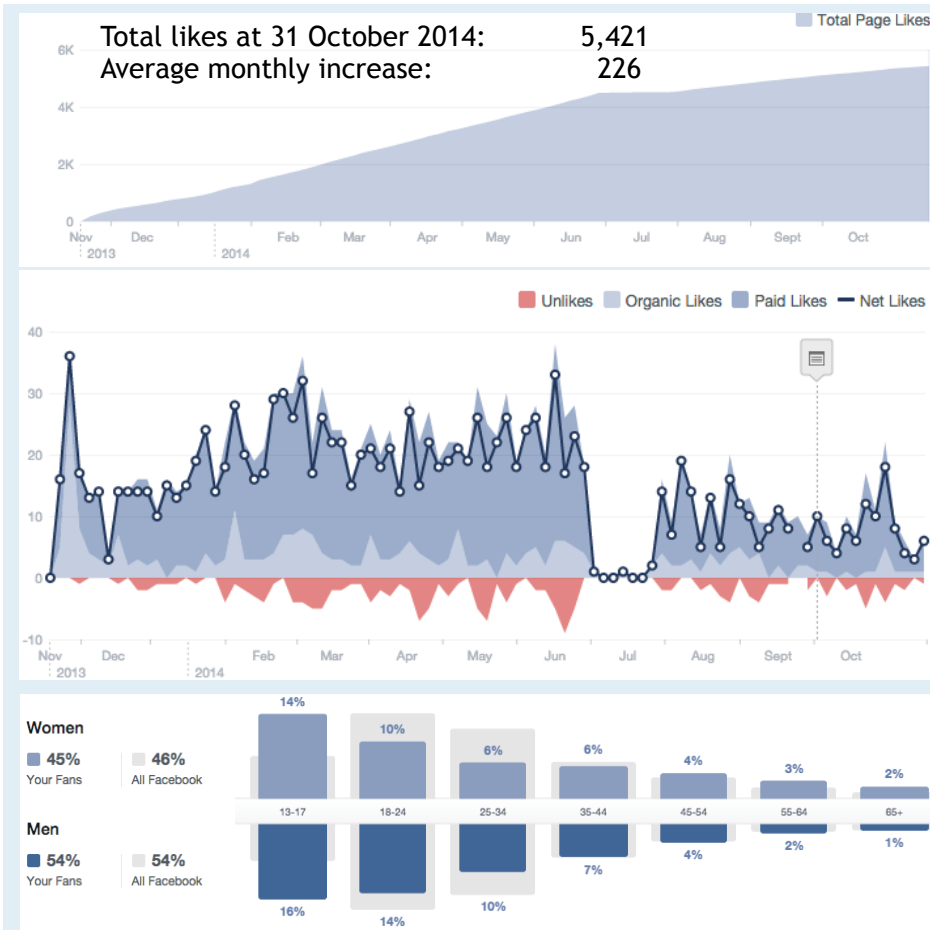 Total Page Likes
Total likes at 31 October 2014: 5,421
Average monthly increase: 226
6K
4K
2K
0
Nov Dec Feb Mar Apr May Jun Jul Aug Sept Oct
2013 2014
Unlikes Organic Likes Paid Likes Net Likes
40
30
20
10
0
-10
Nov Dec Feb Mar Apr May Jun Jul Aug Sept Oct
2013 2014
Women
45% 46%
Your Fans All Facebook
14% 10% 6% 6% 4% 3% 2%
13-17 18-24 25-34 35-44 45-54 55-64 65+
Men
54% 54%
Your Fans All Facebook
16% 14% 10% 7% 4% 2% 1%